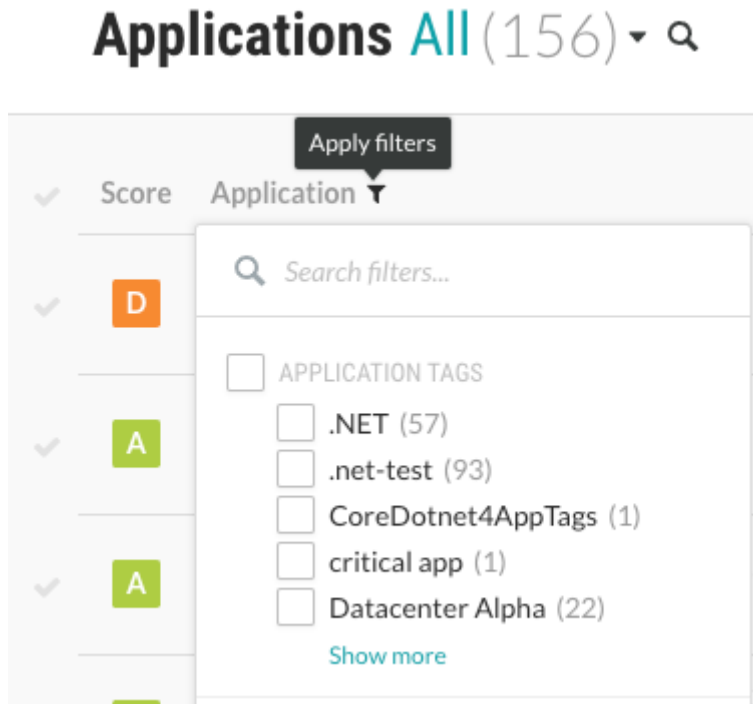 Applications All (156)
Apply filters
Score Application
Search filters...
D
APPLICATION TAGS
.NET (57)
A
.net-test (93)
CoreDotnet4AppTags (1)
critical app (1)
A
Datacenter Alpha (22)
Show more